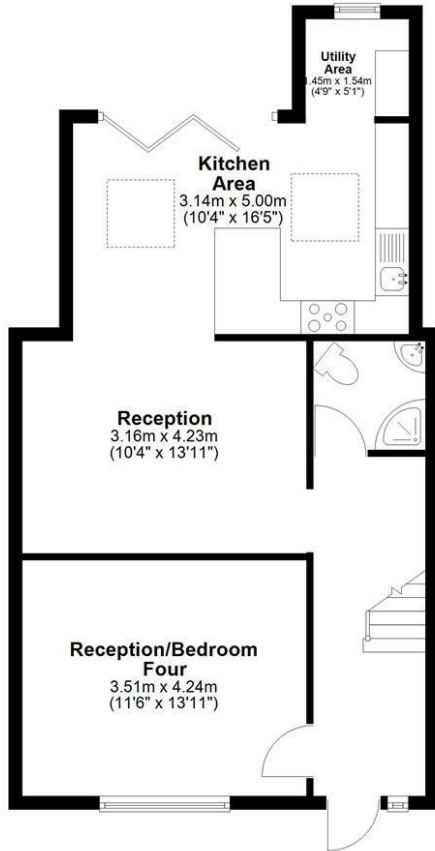 Utility
Area
1.45m x 1.54m
(4'9" x 5'1")
Kitchen
Area
3.14m x 5.00m
(10'4" x 16'5")
Reception
3.16m x 4.23m
(10'4" x 13'11")
Reception/Bedroom
Four
3.51m x 4.24m
(11'6" x 13'11")